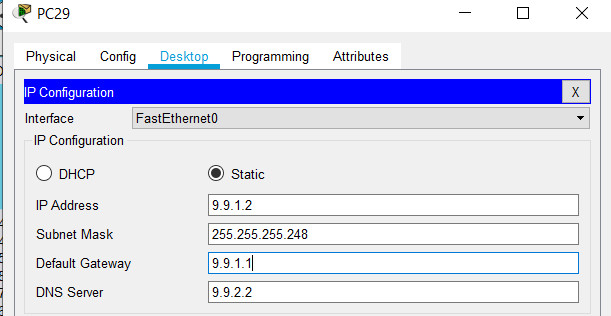 PC29
Physical Config Desktop Programming Attributes
IP Configuration X
Interface FastEthernet0
IP Configuration
DHCP Static
IP Address 9.9.1.2
Subnet Mask 255.255.255.248
Default Gateway 9.9.1.1
DNS Server 9.9.2.2